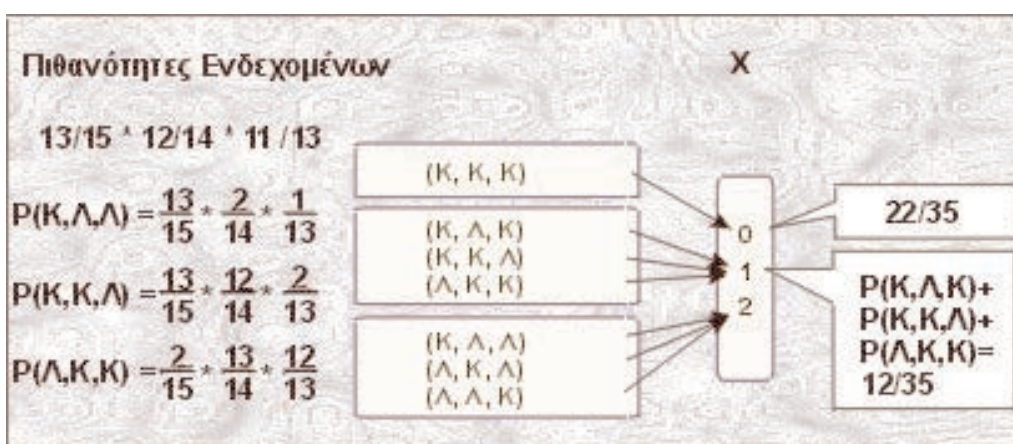 Πιθανότητες Ενδεχομένων
X
13/15 * 12/14 * 11 /13
P(K,Λ,Λ) = 13/15 * 2/14 * 1/13
P(K,K,Λ) = 13/15 * 12/14 * 2/13
P(Λ,K,K) = 2/15 * 13/14 * 12/13
(K, K, K)
(K, Λ, K)
(K, K, Λ)
(Λ, K, K)
(K, Λ, Λ)
(Λ, K, Λ)
(Λ, Λ, K)
0
1
2
22/35
P(K,Λ,K)+
P(K,K,Λ)+
P(Λ,K,K)=
12/35